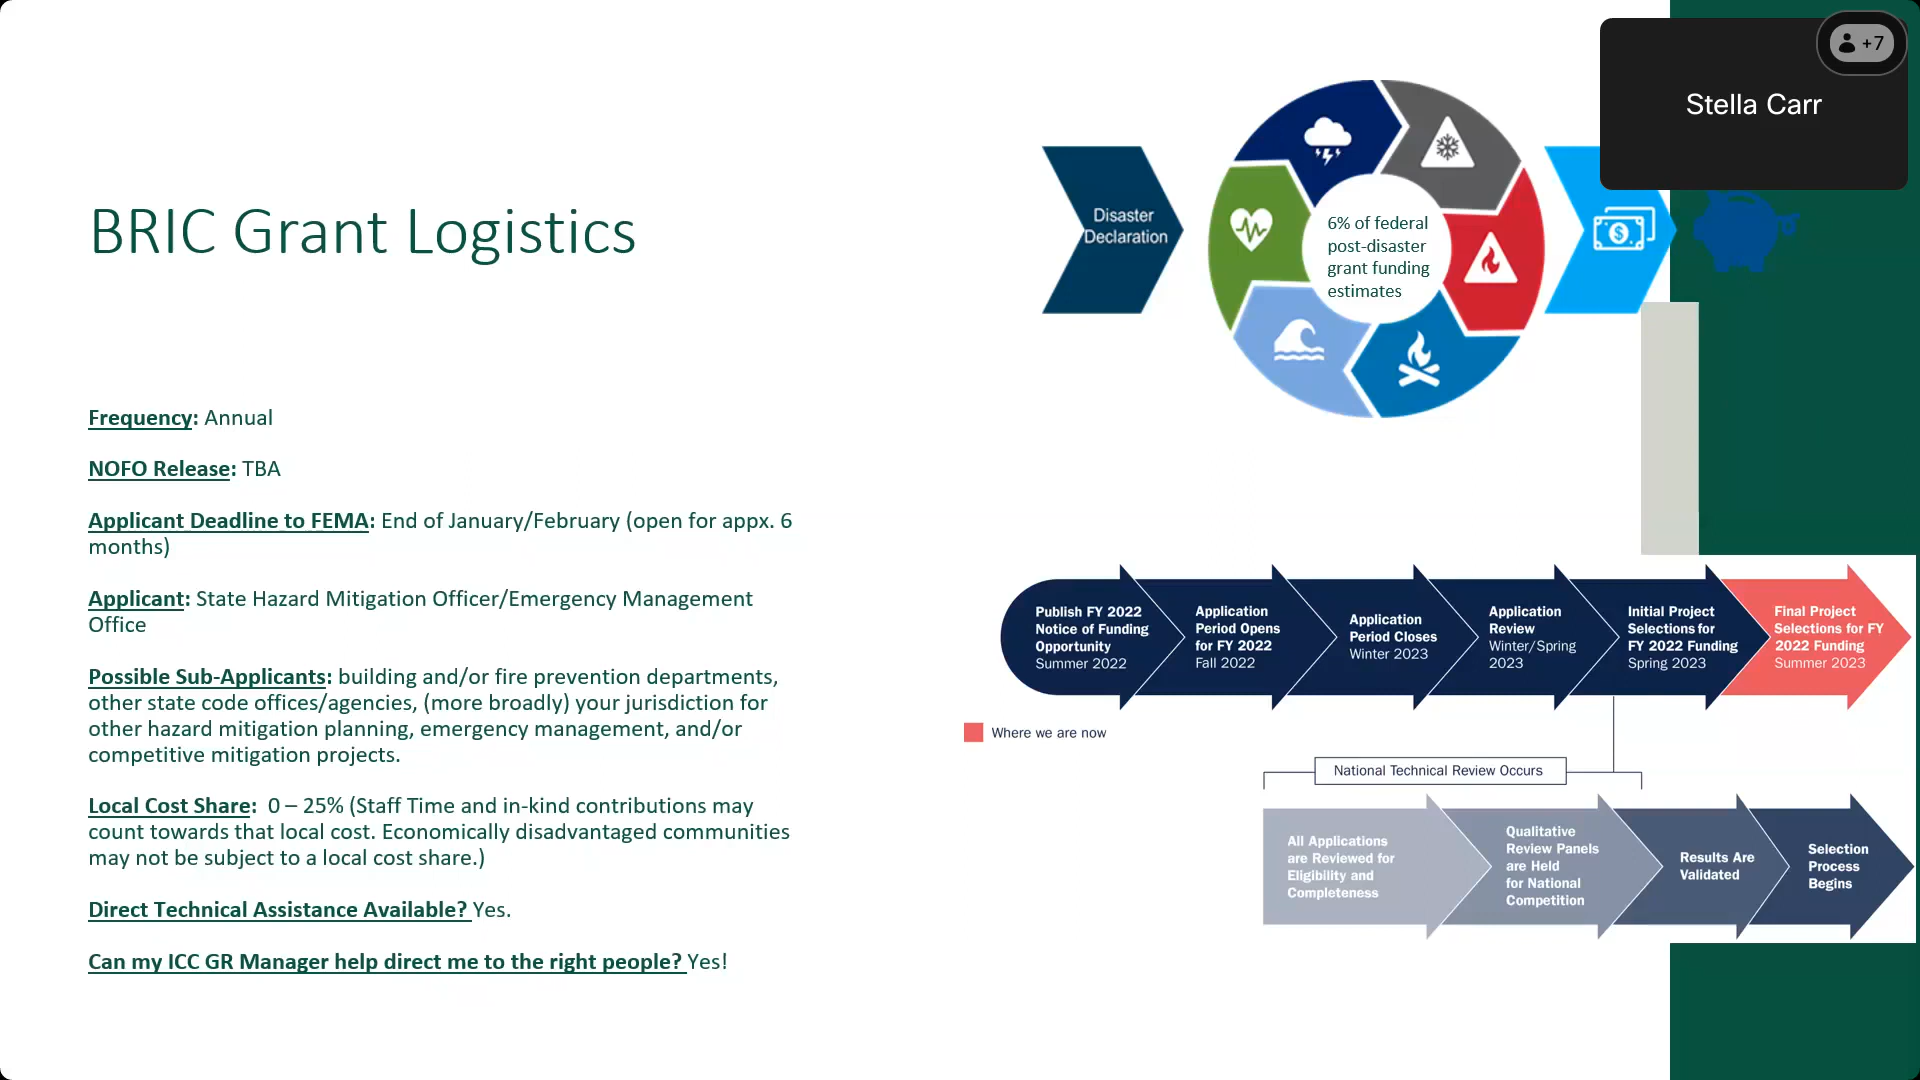 +7
Stella Carr
BRIC Grant Logistics
Disaster
Declaration
6% of federal
post-disaster
grant funding
estimates
$
Frequency: Annual
NOFO Release: TBA
Applicant Deadline to FEMA: End of January/February (open for appx. 6
months)
Applicant: State Hazard Mitigation Officer/Emergency Management
Office
Possible Sub-Applicants: building and/or fire prevention departments,
other state code offices/agencies, (more broadly) your jurisdiction for
other hazard mitigation planning, emergency management, and/or
competitive mitigation projects.
Local Cost Share:  0 – 25% (Staff Time and in-kind contributions may
count towards that local cost. Economically disadvantaged communities
may not be subject to a local cost share.)
Direct Technical Assistance Available? Yes.
Can my ICC GR Manager help direct me to the right people? Yes!
Publish FY 2022
Notice of Funding
Opportunity
Summer 2022
Application
Period Opens
for FY 2022
Fall 2022
Application
Period Closes
Winter 2023
Application
Review
Winter/Spring
2023
Initial Project
Selections for
FY 2022 Funding
Spring 2023
Final Project
Selections for FY
2022 Funding
Summer 2023
Where we are now
National Technical Review Occurs
All Applications
are Reviewed for
Eligibility and
Completeness
Qualitative
Review Panels
are Held
for National
Competition
Results Are
Validated
Selection
Process
Begins